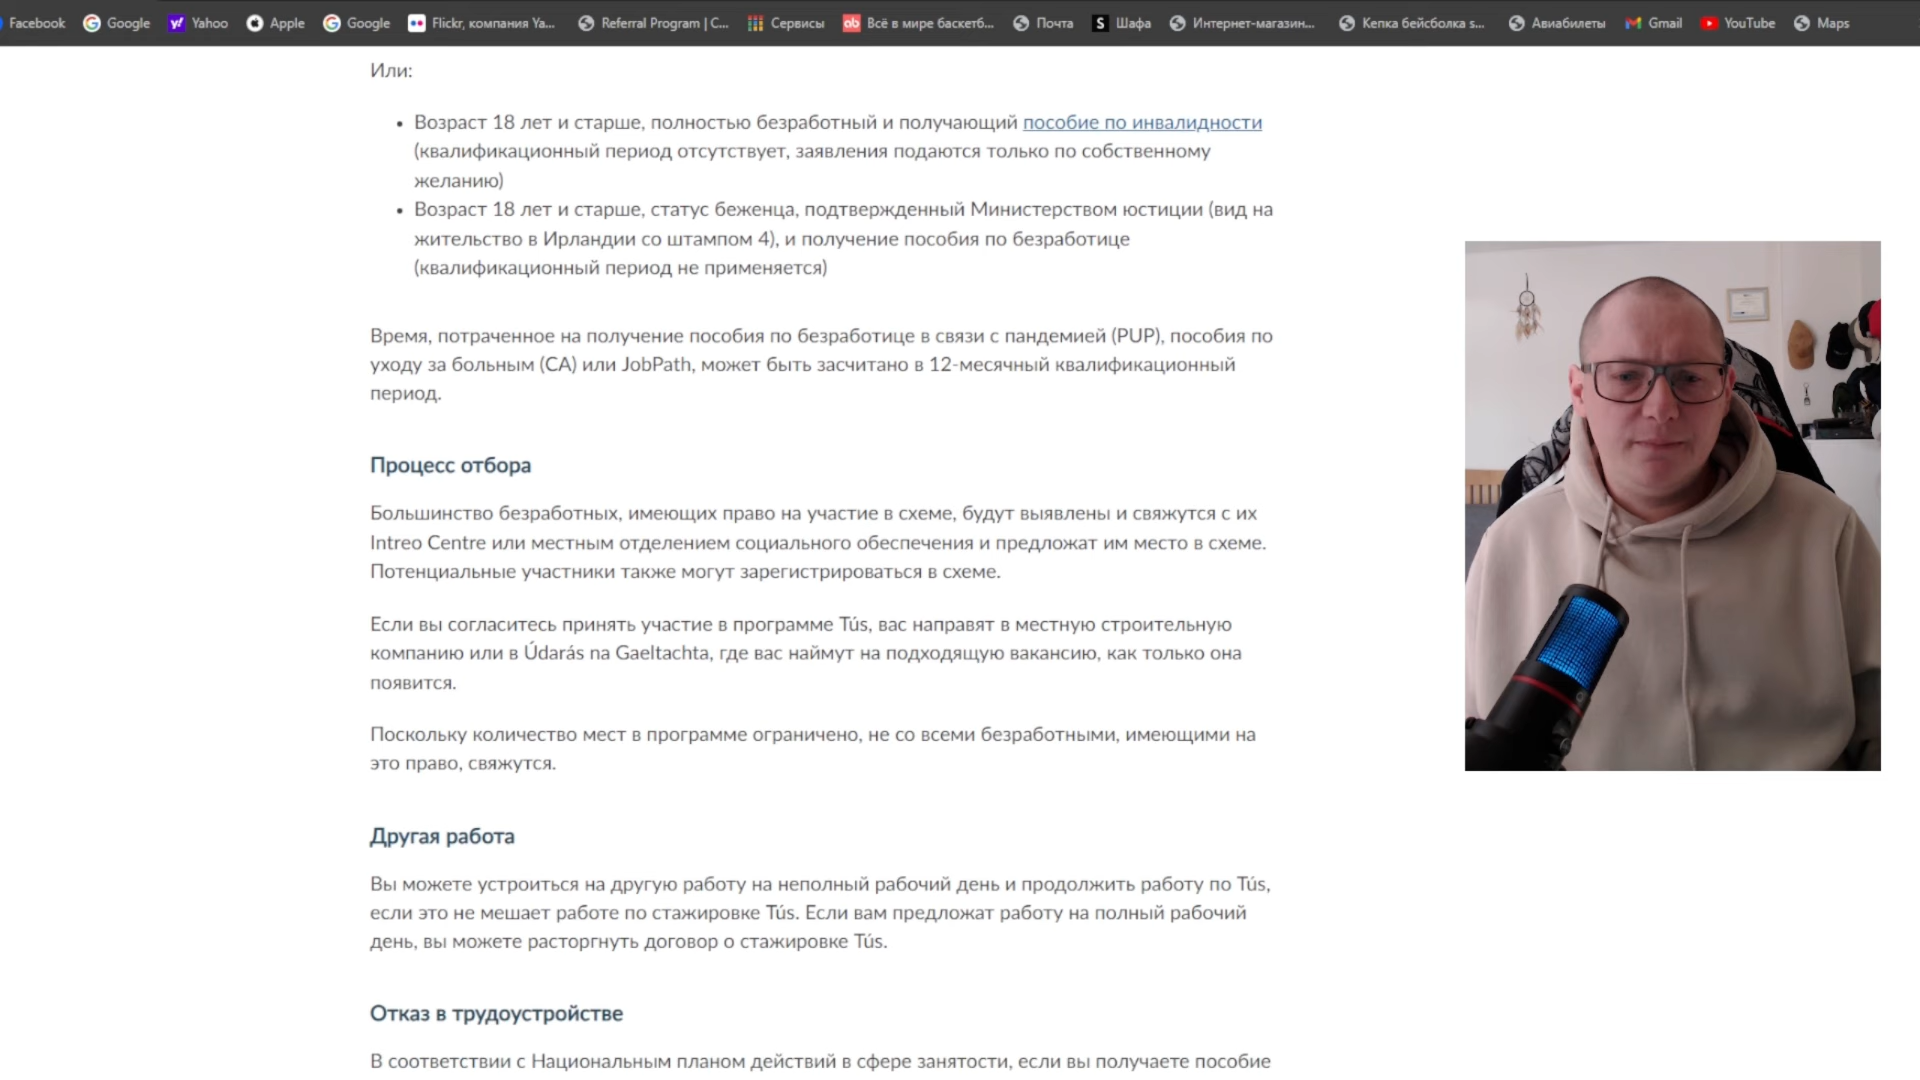 Facebook Google Yahoo Apple Google Flickr, компания Ya... Referral Program | C... Сервисы Всё в мире баскетб... Почта Шафа Интернет-магазин... Кепка бейсболка s... Авиабилеты Gmail YouTube Maps
Или:
Возраст 18 лет и старше, полностью безработный и получающий пособие по инвалидности
(квалификационный период отсутствует, заявления подаются только по собственному
желанию)
Возраст 18 лет и старше, статус беженца, подтвержденный Министерством юстиции (вид на
жительство в Ирландии со штампом 4), и получение пособия по безработице
(квалификационный период не применяется)
Время, потраченное на получение пособия по безработице в связи с пандемией (PUP), пособия по
уходу за больным (CA) или JobPath, может быть засчитано в 12-месячный квалификационный
период.
Процесс отбора
Большинство безработных, имеющих право на участие в схеме, будут выявлены и свяжутся с их
Intreo Centre или местным отделением социального обеспечения и предложат им место в схеме.
Потенциальные участники также могут зарегистрироваться в схеме.
Если вы согласитесь принять участие в программе Tús, вас направят в местную строительную
компанию или в Údarás na Gaeltachta, где вас наймут на подходящую вакансию, как только она
появится.
Поскольку количество мест в программе ограничено, не со всеми безработными, имеющими на
это право, свяжутся.
Другая работа
Вы можете устроиться на другую работу на неполный рабочий день и продолжить работу по Tús,
если это не мешает работе по стажировке Tús. Если вам предложат работу на полный рабочий
день, вы можете расторгнуть договор о стажировке Tús.
Отказ в трудоустройстве
В соответствии с Национальным планом действий в сфере занятости, если вы получаете пособие